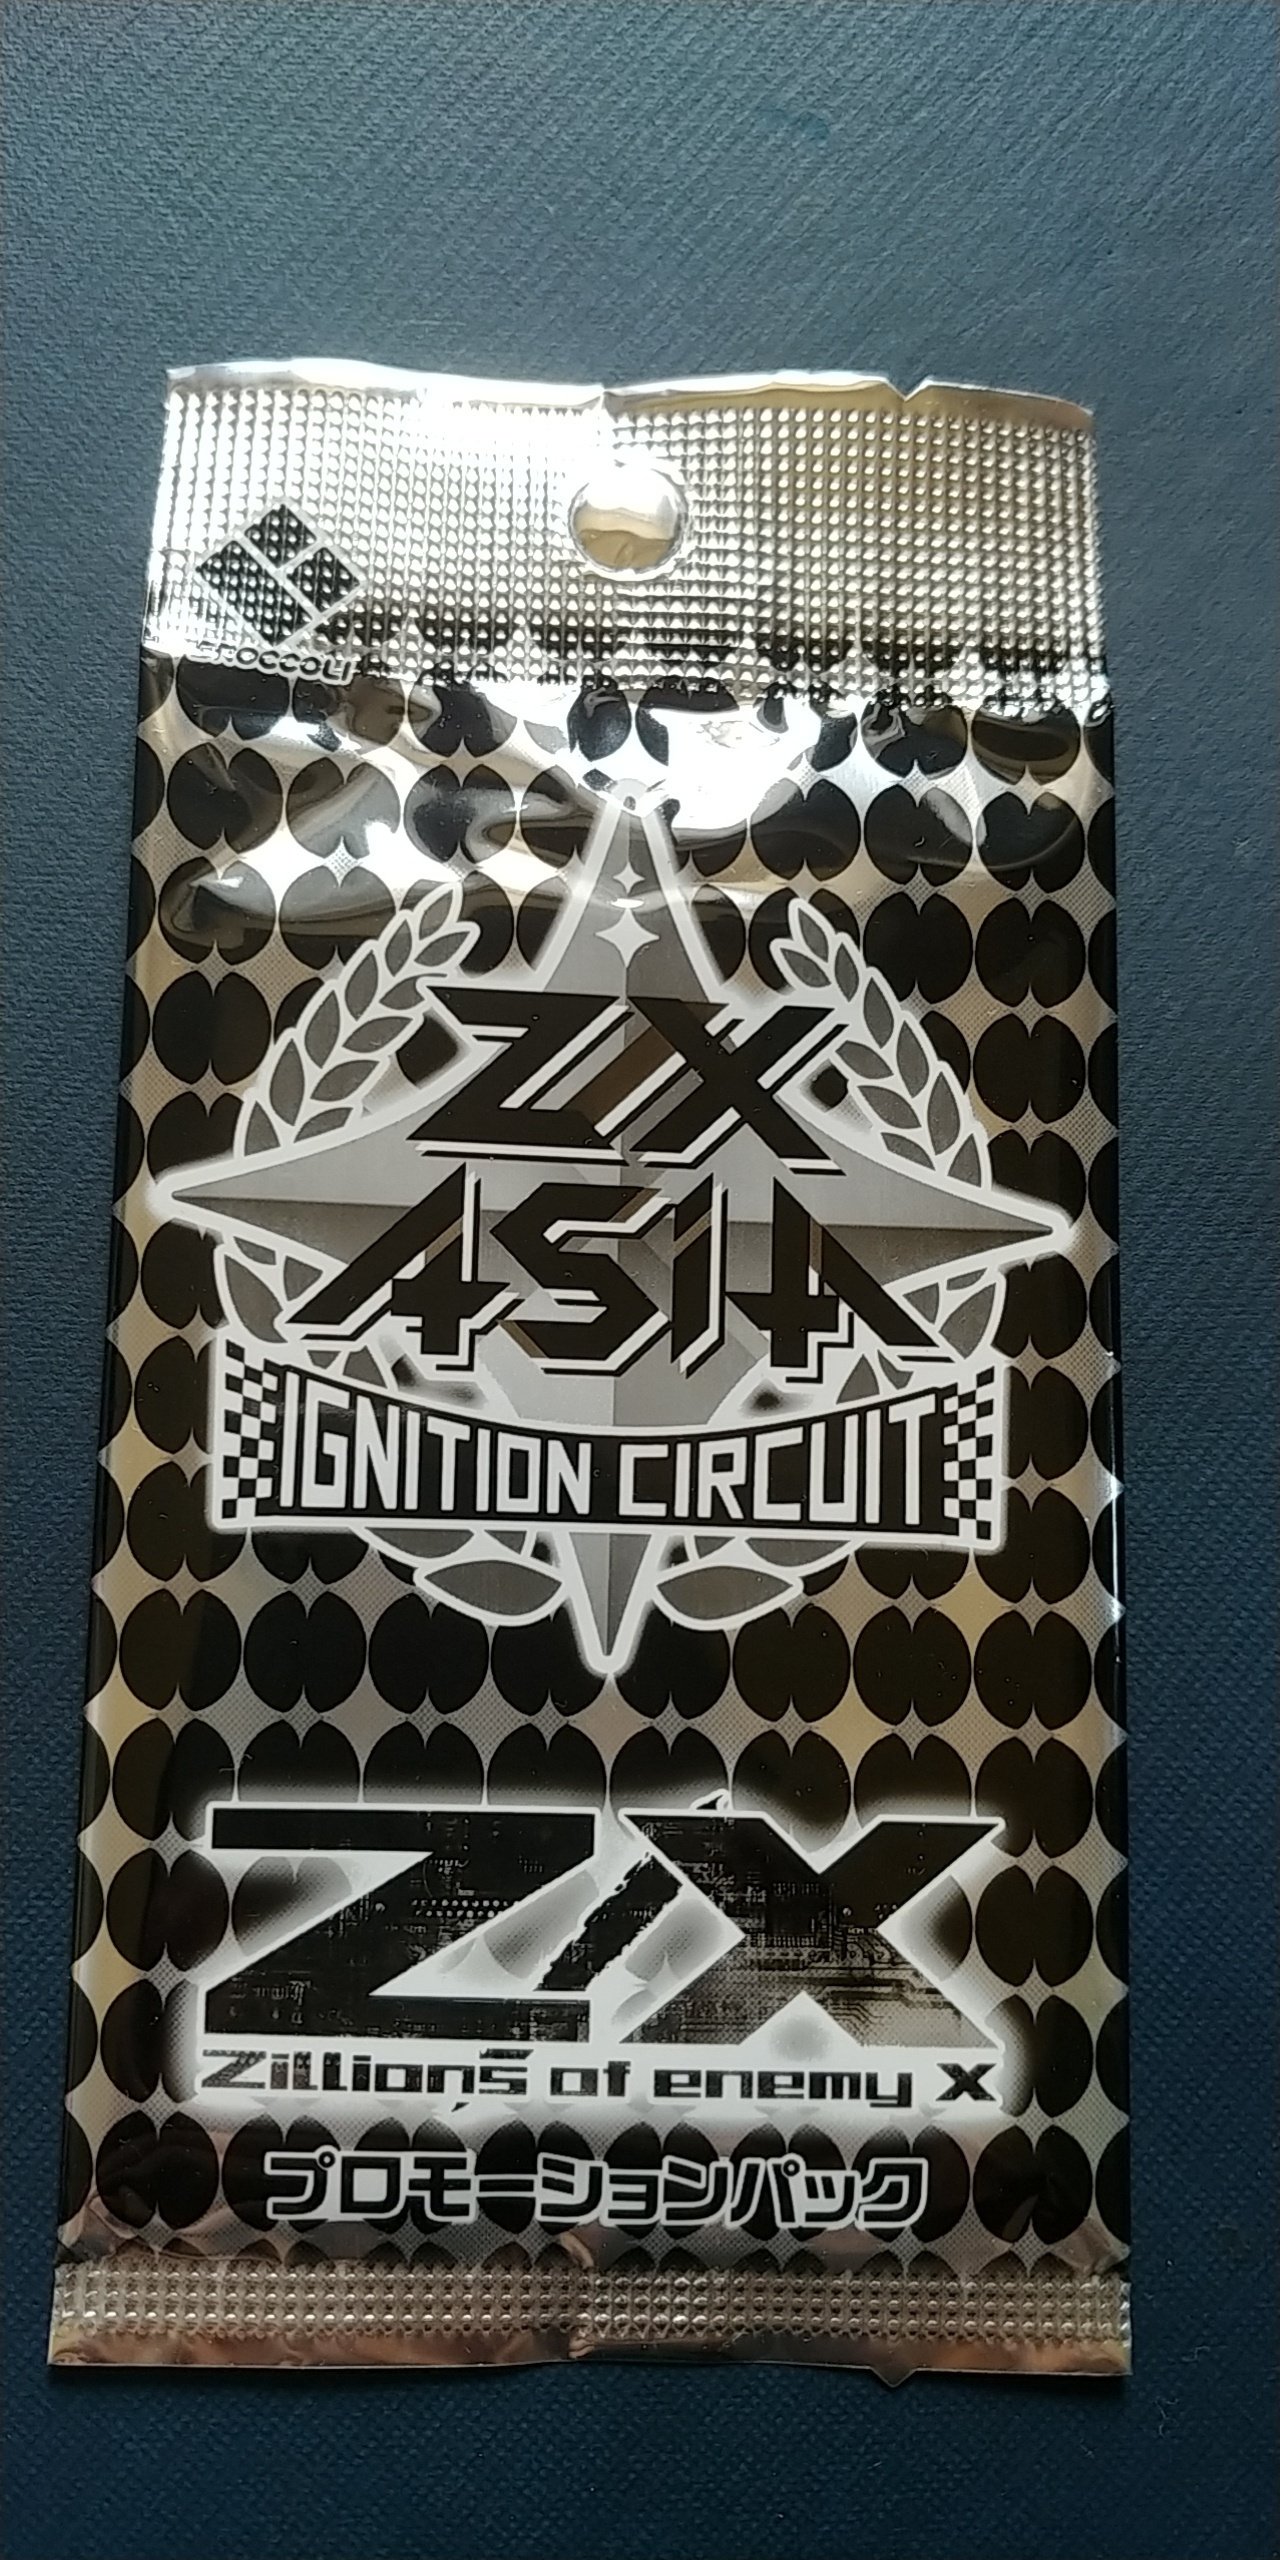 BROCCOLI
Z/X
ASIA
IGNITION CIRCUIT
Z/X
Zillions of enemy X
プロモーションパック